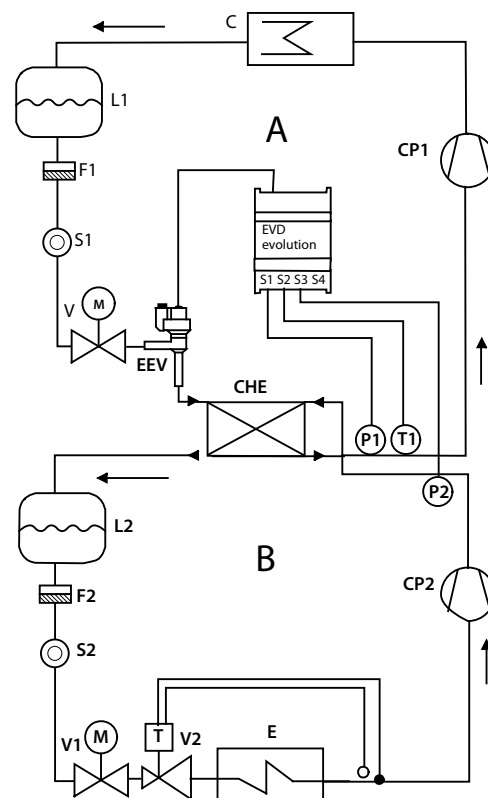 C
L1
A
CP1
F1
EVD
evolution
S1 S2 S3 S4
S1
V
M
EEV
CHE
P1
T1
P2
L2
B
CP2
F2
S2
V1
M
T
V2
E